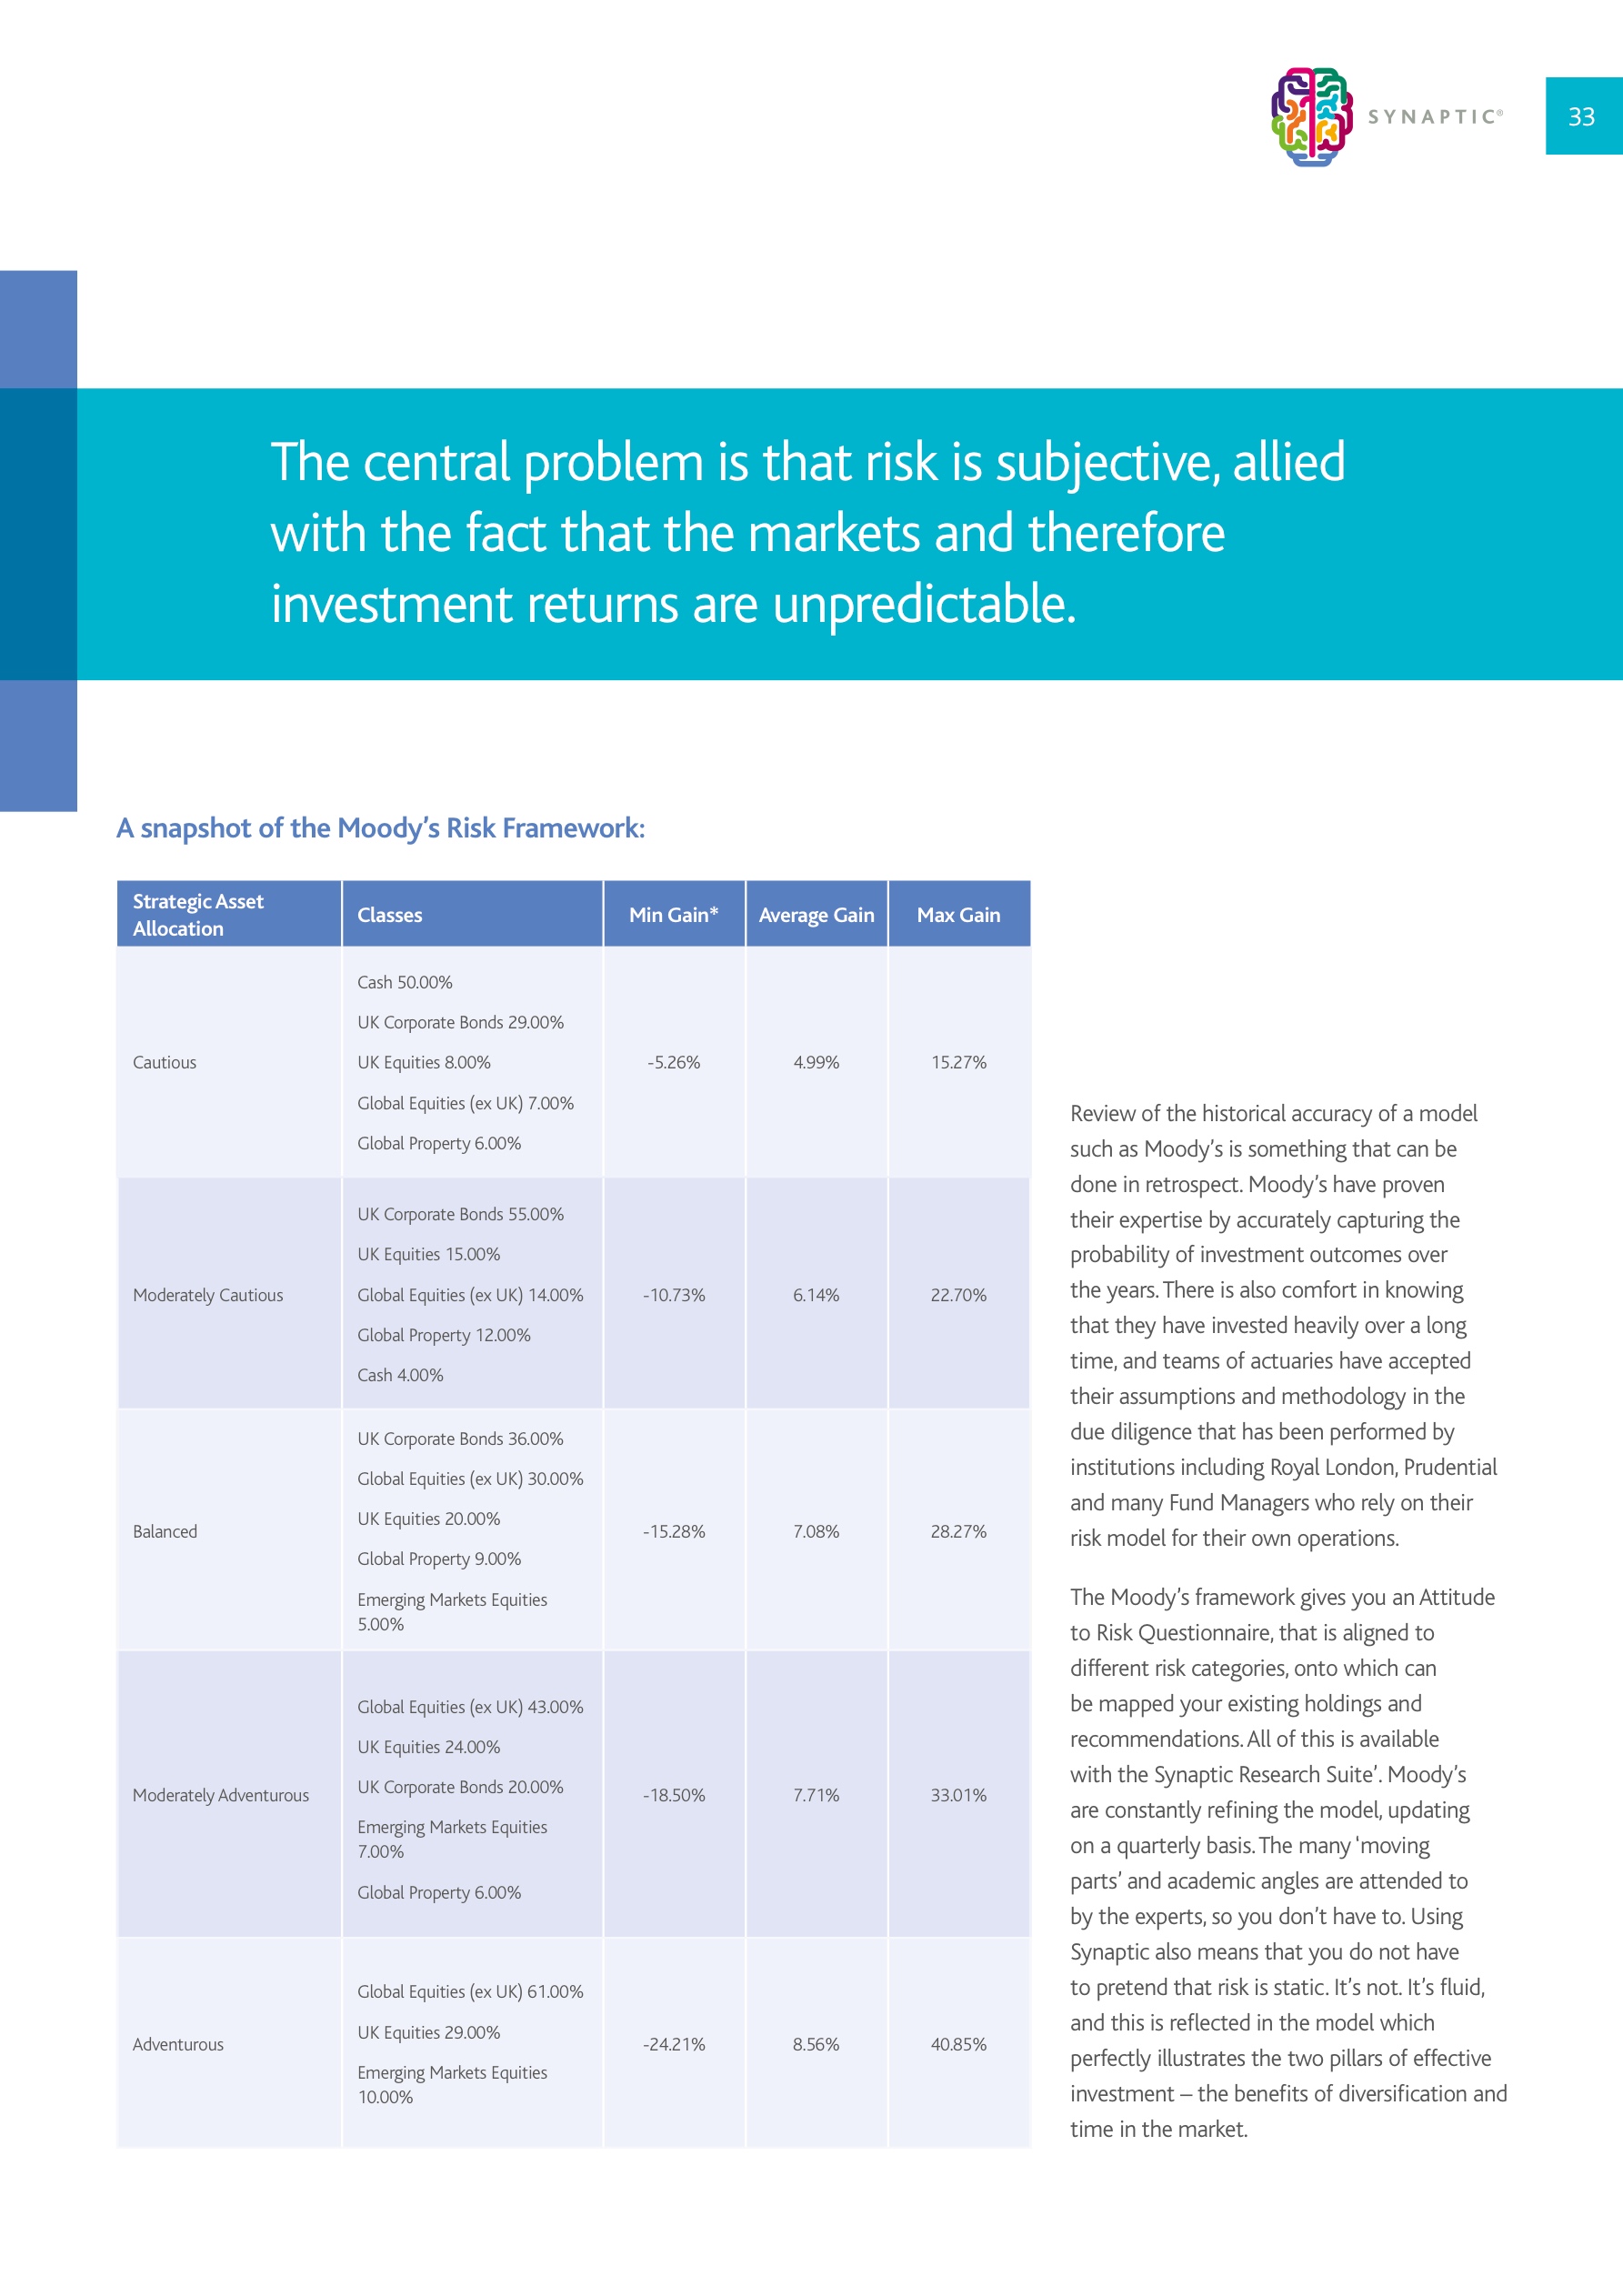 SYNAPTIC®
33
The central problem is that risk is subjective, allied
with the fact that the markets and therefore
investment returns are unpredictable.
A snapshot of the Moody’s Risk Framework:
Strategic Asset
Allocation
Classes
Min Gain*
Average Gain
Max Gain
Cautious
Cash 50.00%
UK Corporate Bonds 29.00%
UK Equities 8.00%
Global Equities (ex UK) 7.00%
Global Property 6.00%
-5.26%
4.99%
15.27%
Moderately Cautious
UK Corporate Bonds 55.00%
UK Equities 15.00%
Global Equities (ex UK) 14.00%
Global Property 12.00%
Cash 4.00%
-10.73%
6.14%
22.70%
Balanced
UK Corporate Bonds 36.00%
Global Equities (ex UK) 30.00%
UK Equities 20.00%
Global Property 9.00%
Emerging Markets Equities
5.00%
-15.28%
7.08%
28.27%
Moderately Adventurous
Global Equities (ex UK) 43.00%
UK Equities 24.00%
UK Corporate Bonds 20.00%
Emerging Markets Equities
7.00%
Global Property 6.00%
-18.50%
7.71%
33.01%
Adventurous
Global Equities (ex UK) 61.00%
UK Equities 29.00%
Emerging Markets Equities
10.00%
-24.21%
8.56%
40.85%
Review of the historical accuracy of a model
such as Moody’s is something that can be
done in retrospect. Moody’s have proven
their expertise by accurately capturing the
probability of investment outcomes over
the years. There is also comfort in knowing
that they have invested heavily over a long
time, and teams of actuaries have accepted
their assumptions and methodology in the
due diligence that has been performed by
institutions including Royal London, Prudential
and many Fund Managers who rely on their
risk model for their own operations.
The Moody’s framework gives you an Attitude
to Risk Questionnaire, that is aligned to
different risk categories, onto which can
be mapped your existing holdings and
recommendations. All of this is available
with the Synaptic Research Suite’. Moody’s
are constantly refining the model, updating
on a quarterly basis. The many 'moving
parts’ and academic angles are attended to
by the experts, so you don’t have to. Using
Synaptic also means that you do not have
to pretend that risk is static. It’s not. It’s fluid,
and this is reflected in the model which
perfectly illustrates the two pillars of effective
investment – the benefits of diversification and
time in the market.